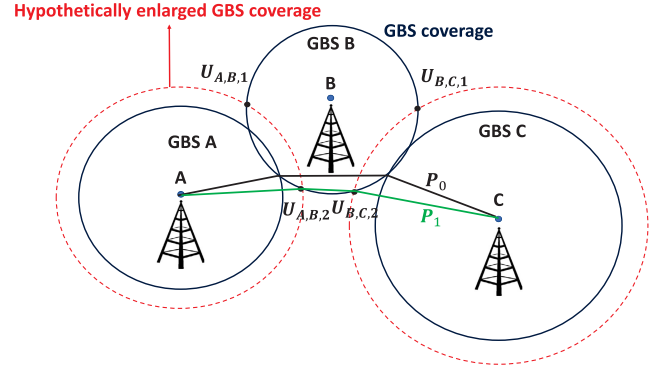 Hypothetically enlarged GBS coverage
GBS B
GBS coverage
B
U_{A,B,1}
U_{B,C,1}
GBS A
GBS C
A
P_0
C
U_{A,B,2}
U_{B,C,2}
P_1